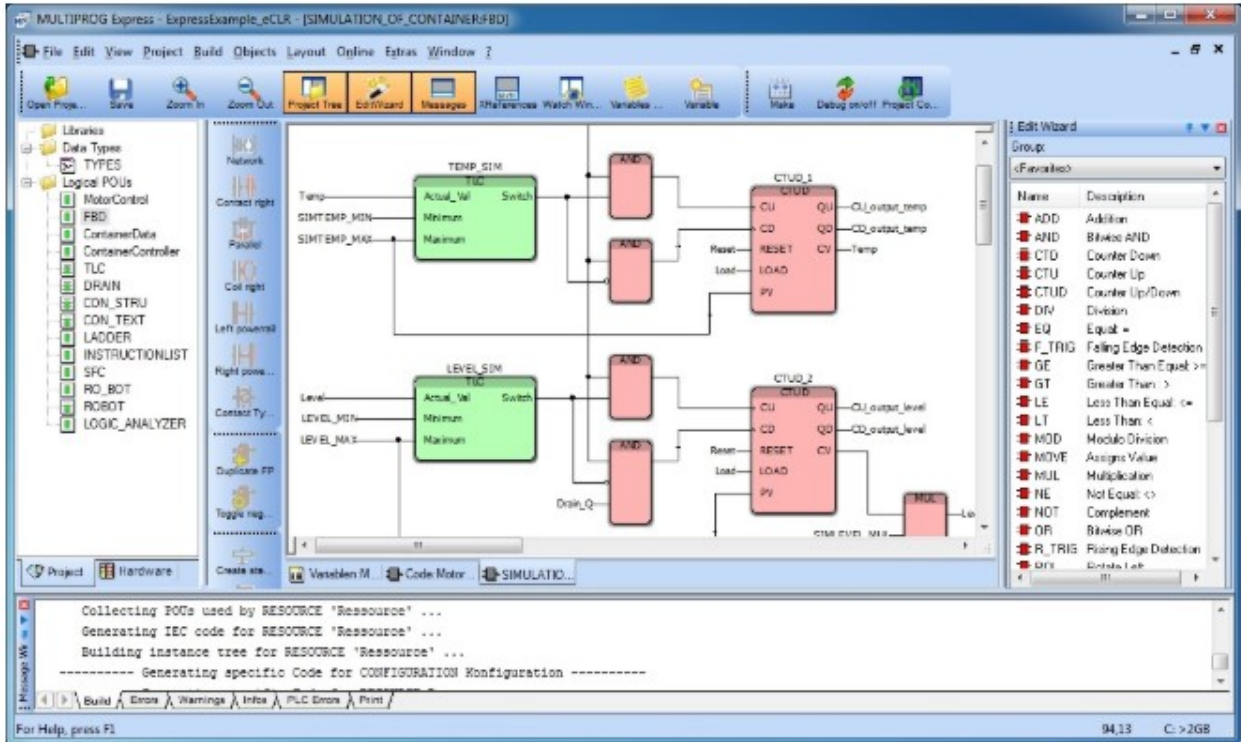 MULTIPROG Express - ExpressExample_eCLR - [SIMULATION_OF_CONTAINER:FBD]
File Edit View Project Build Objects Layout Online Extras Window ?
Open Proje... Save Zoom In Zoom Out Project Tree Edit Wizard Messages XReferences Watch Win... Variables ... Variable Make Debug on/off Project Co...
Libraries
Data Types
TYPES
Logical POUs
MotorControl
FBD
ContainerData
ContainerController
TLC
DRAIN
CON_STRU
CON_TEXT
LADDER
INSTRUCTIONLIST
SFC
RO_BOT
ROBOT
LOGIC_ANALYZER
Project Hardware
Network
Contact right
Parallel
Coil right
Left powerrail
Right powe...
Contact Ty...
Duplicate FP
Toggle neg...
Create ste...
TEMP_SIM
TLC
Temp Actual_Val Switch
SIMTEMP_MIN Minimum
SIMTEMP_MAX Maximum
AND
AND
CTUD_1
CTUD
CU QU CU_output_temp
CD QD CD_output_temp
Reset RESET CV Temp
Load LOAD
PV
LEVEL_SIM
TLC
Level Actual_Val Switch
LEVEL_MIN Minimum
LEVEL_MAX Maximum
AND
AND
Drain_Q
CTUD_2
CTUD
CU QU CU_output_level
CD QD CD_output_level
Reset RESET CV
Load LOAD
PV
MUL
SIMLEVEL_MUL
Variablen M... Code Motor... SIMULATIO...
Edit Wizard
Group:
<Favorites>
Name Description
ADD Addition
AND Bitwise AND
CTD Counter Down
CTU Counter Up
CTUD Counter Up/Down
DIV Division
EQ Equal: =
F_TRIG Falling Edge Detection
GE Greater Than Equal: >=
GT Greater Than: >
LE Less Than Equal: <=
LT Less Than: <
MOD Modulo Division
MOVE Assigns Value
MUL Multiplication
NE Not Equal: <>
NOT Complement
OR Bitwise OR
R_TRIG Rising Edge Detection
ROL Rotate Left
Collecting POUs used by RESOURCE 'Ressource' ...
Generating IEC code for RESOURCE 'Ressource' ...
Building instance tree for RESOURCE 'Ressource' ...
---------- Generating specific Code for CONFIGURATION Konfiguration ----------
Message Wi
Build Errors Warnings Infos PLC Errors Print
For Help, press F1 94,13 C: >2GB